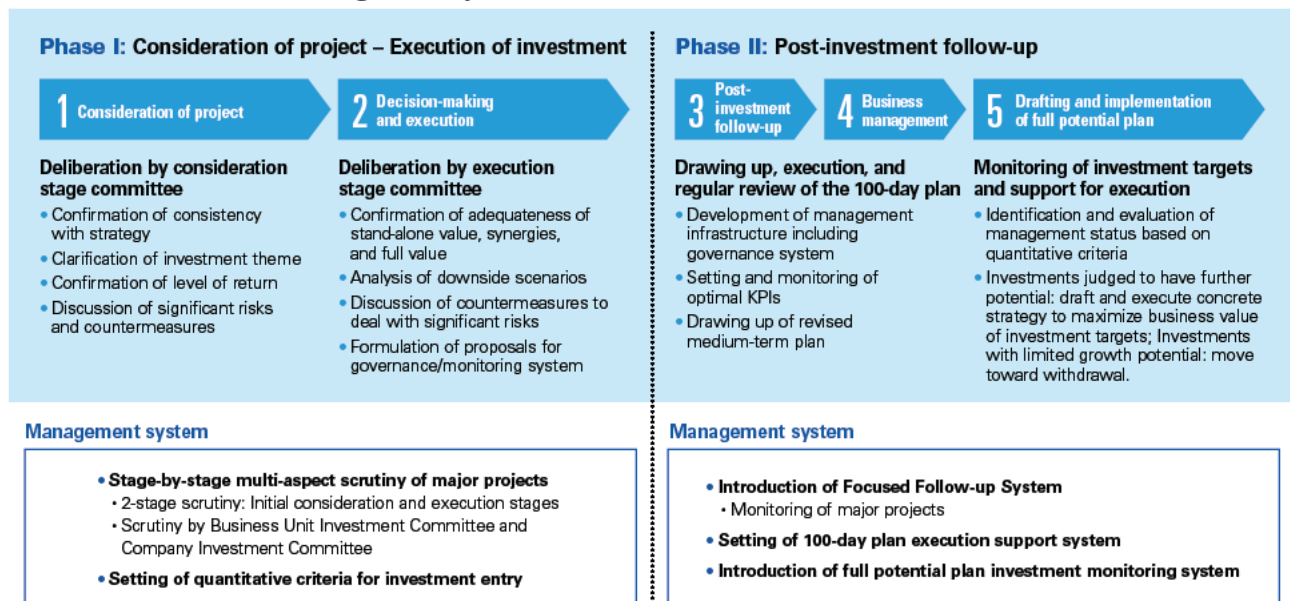 Phase I: Consideration of project – Execution of investment
1 Consideration of project
2 Decision-making
and execution
Deliberation by consideration
stage committee
• Confirmation of consistency
with strategy
• Clarification of investment theme
• Confirmation of level of return
• Discussion of significant risks
and countermeasures
Deliberation by execution
stage committee
• Confirmation of adequateness of
stand-alone value, synergies,
and full value
• Analysis of downside scenarios
• Discussion of countermeasures to
deal with significant risks
• Formulation of proposals for
governance/monitoring system
Phase II: Post-investment follow-up
3 Post-
investment
follow-up
4 Business
management
5 Drafting and implementation
of full potential plan
Drawing up, execution, and
regular review of the 100-day plan
• Development of management
infrastructure including
governance system
• Setting and monitoring of
optimal KPIs
• Drawing up of revised
medium-term plan
Monitoring of investment targets
and support for execution
• Identification and evaluation of
management status based on
quantitative criteria
• Investments judged to have further
potential: draft and execute concrete
strategy to maximize business value
of investment targets; Investments
with limited growth potential: move
toward withdrawal.
Management system
• Stage-by-stage multi-aspect scrutiny of major projects
• 2-stage scrutiny: Initial consideration and execution stages
• Scrutiny by Business Unit Investment Committee and
Company Investment Committee
• Setting of quantitative criteria for investment entry
Management system
• Introduction of Focused Follow-up System
• Monitoring of major projects
• Setting of 100-day plan execution support system
• Introduction of full potential plan investment monitoring system